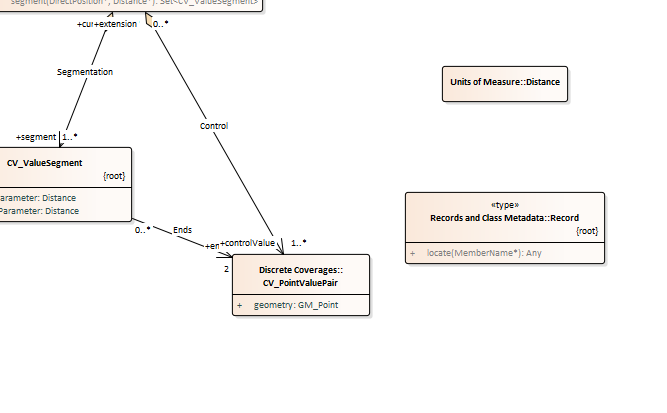 segment(DirectPosition*, Distance*): Set<CV_ValueSegment>
+extension
0..*
Segmentation
Units of Measure::Distance
Control
+segment
1..*
CV_ValueSegment
{root}
arameter: Distance
Parameter: Distance
«type»
Records and Class Metadata::Record
{root}
+ locate(MemberName*): Any
0..*
Ends
+controlValue
1..*
2
Discrete Coverages::
CV_PointValuePair
+ geometry: GM_Point